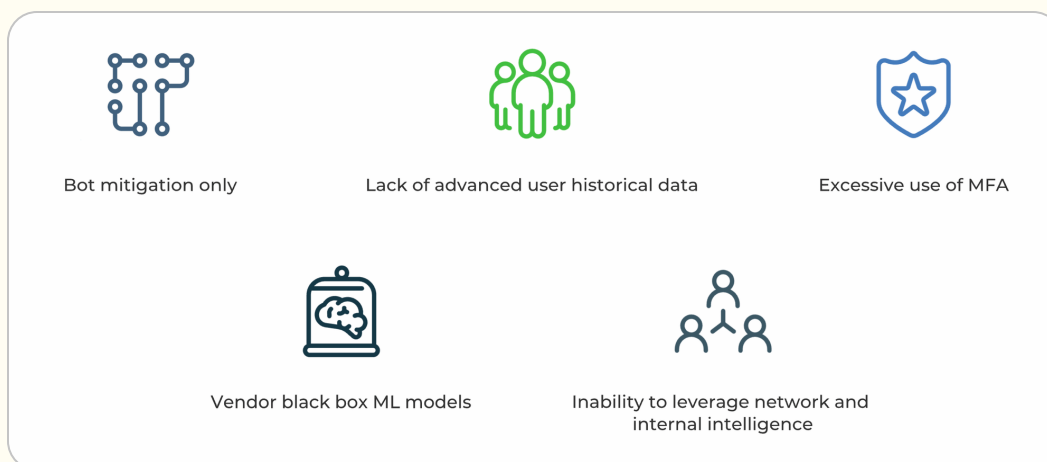 Bot mitigation only
Lack of advanced user historical data
Excessive use of MFA
Vendor black box ML models
Inability to leverage network and
internal intelligence